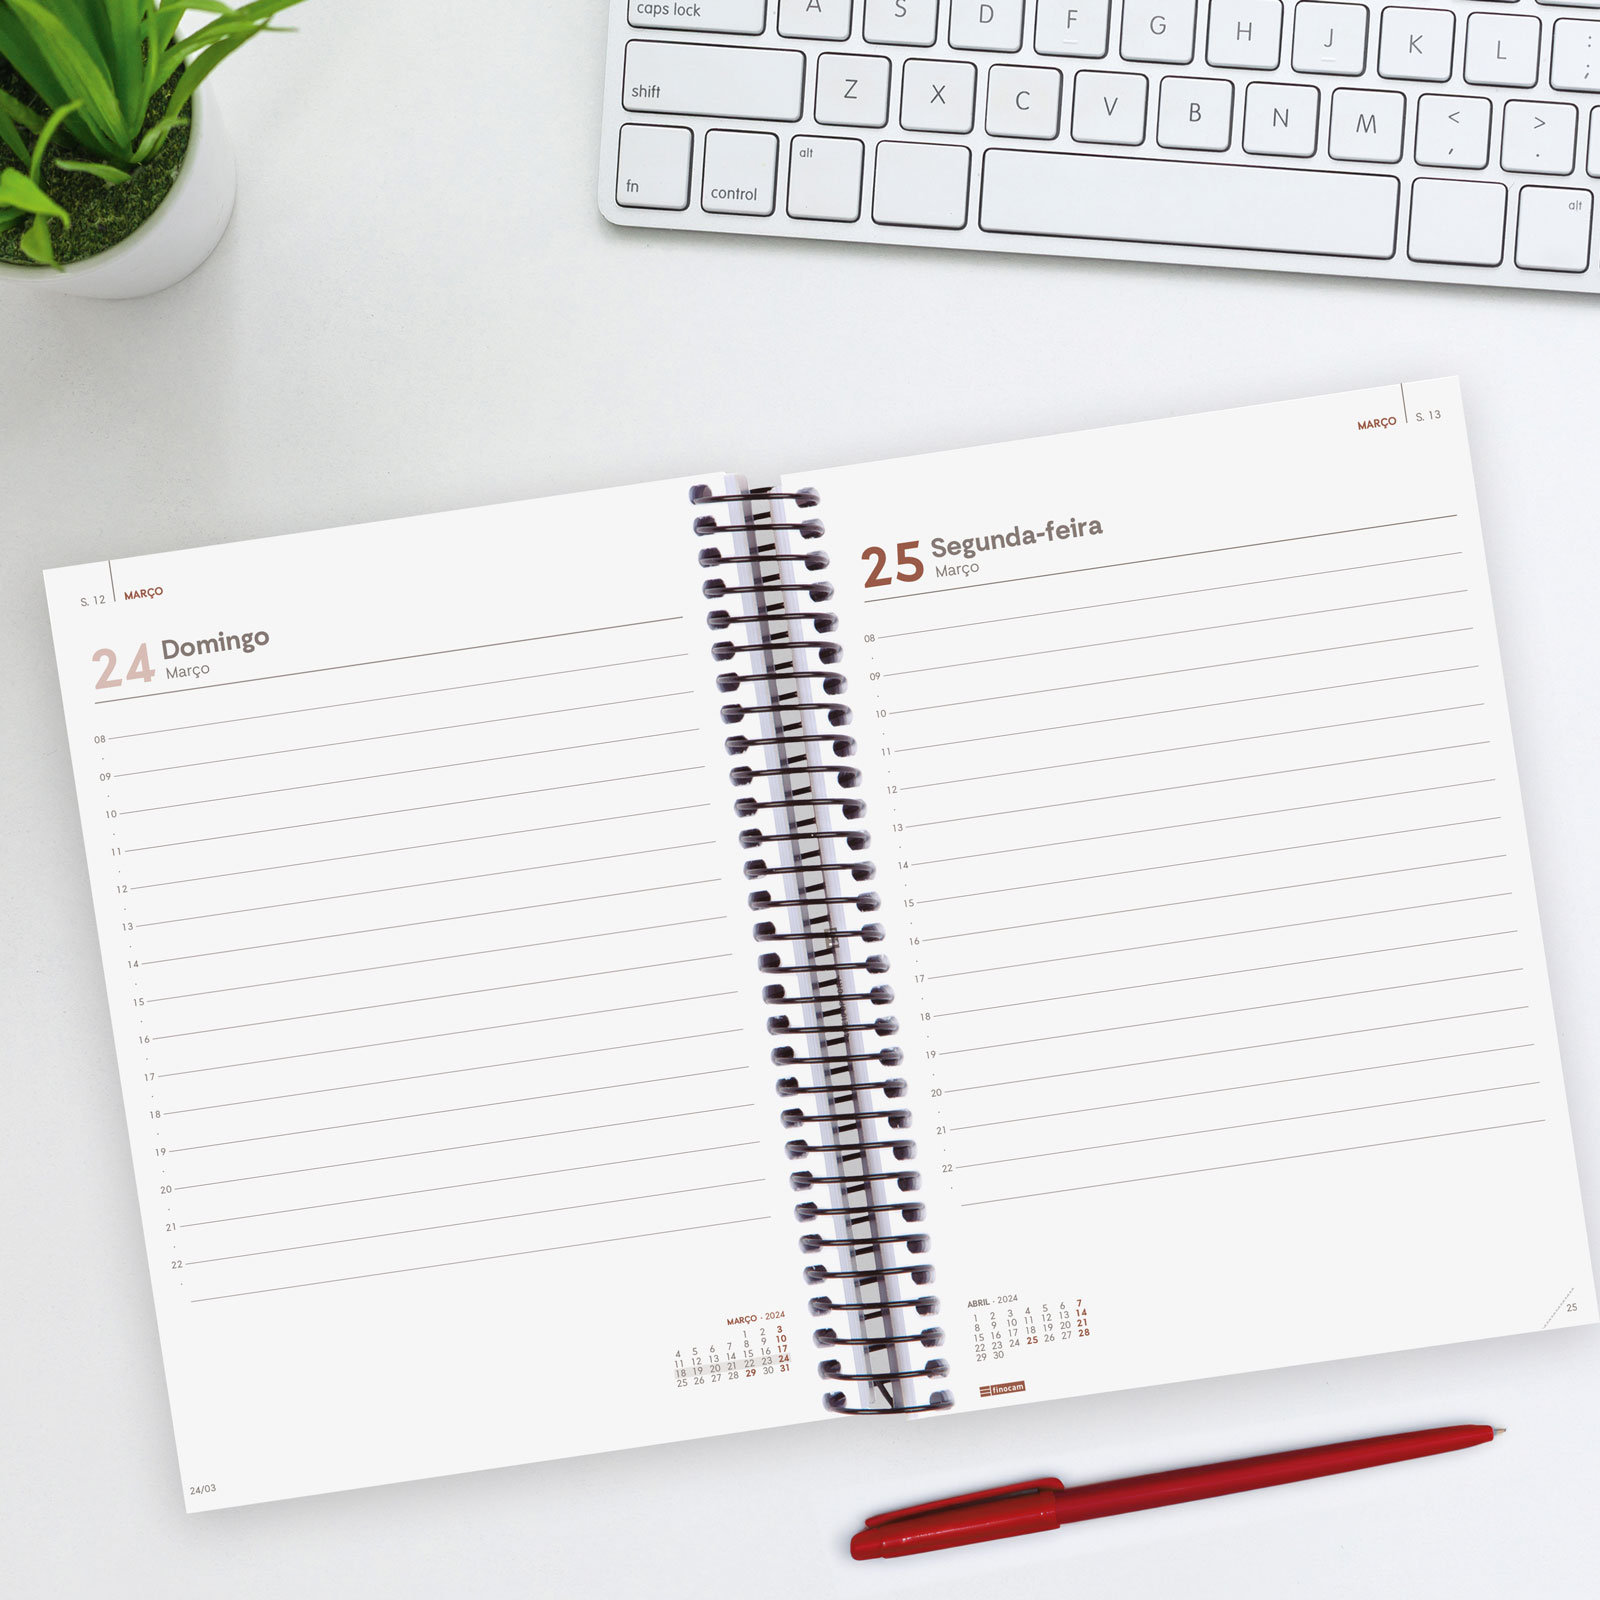 caps lock
A S D F G H J K L : ;
shift
Z X C V B N M < , > .
fn
control
alt
alt
S. 12 MARÇO
24 Domingo
Março
08
09
10
11
12
13
14
15
16
17
18
19
20
21
22
MARÇO · 2024
1 2 3
4 5 6 7 8 9 10
11 12 13 14 15 16 17
18 19 20 21 22 23 24
25 26 27 28 29 30 31
24/03
MARÇO S. 13
25 Segunda-feira
Março
08
09
10
11
12
13
14
15
16
17
18
19
20
21
22
ABRIL · 2024
1 2 3 4 5 6 7
8 9 10 11 12 13 14
15 16 17 18 19 20 21
22 23 24 25 26 27 28
29 30
finocam
25